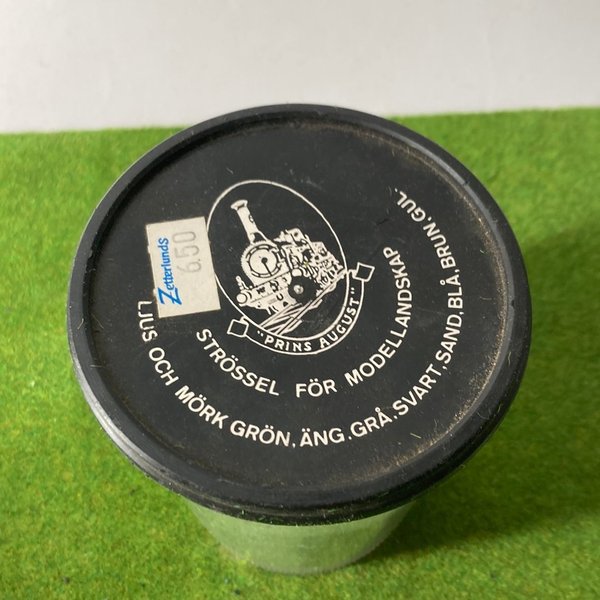 Zetterlunds
6.50
"PRINS AUGUST"
STRÖSSEL FÖR MODELLANDSKAP
LJUS OCH MÖRK GRÖN, ÄNG. GRÅ, SVART, SAND, BLÅ, BRUN. GUL.